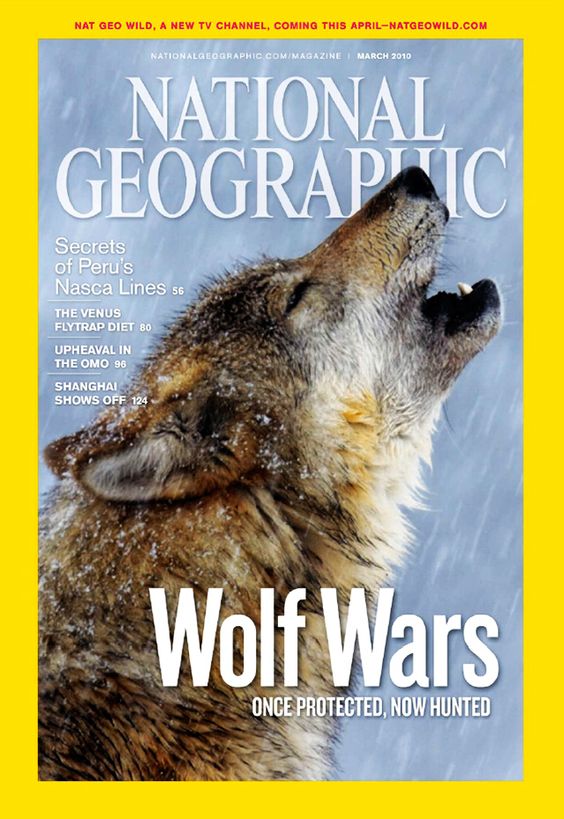 NAT GEO WILD, A NEW TV CHANNEL, COMING THIS APRIL—NATGEOWILD.COM
NATIONALGEOGRAPHIC.COM/MAGAZINE | MARCH 2010
NATIONAL
GEOGRAPHIC
Secrets
of Peru's
Nasca Lines 56
THE VENUS
FLYTRAP DIET 80
UPHEAVAL IN
THE OMO 96
SHANGHAI
SHOWS OFF 124
Wolf Wars
ONCE PROTECTED, NOW HUNTED